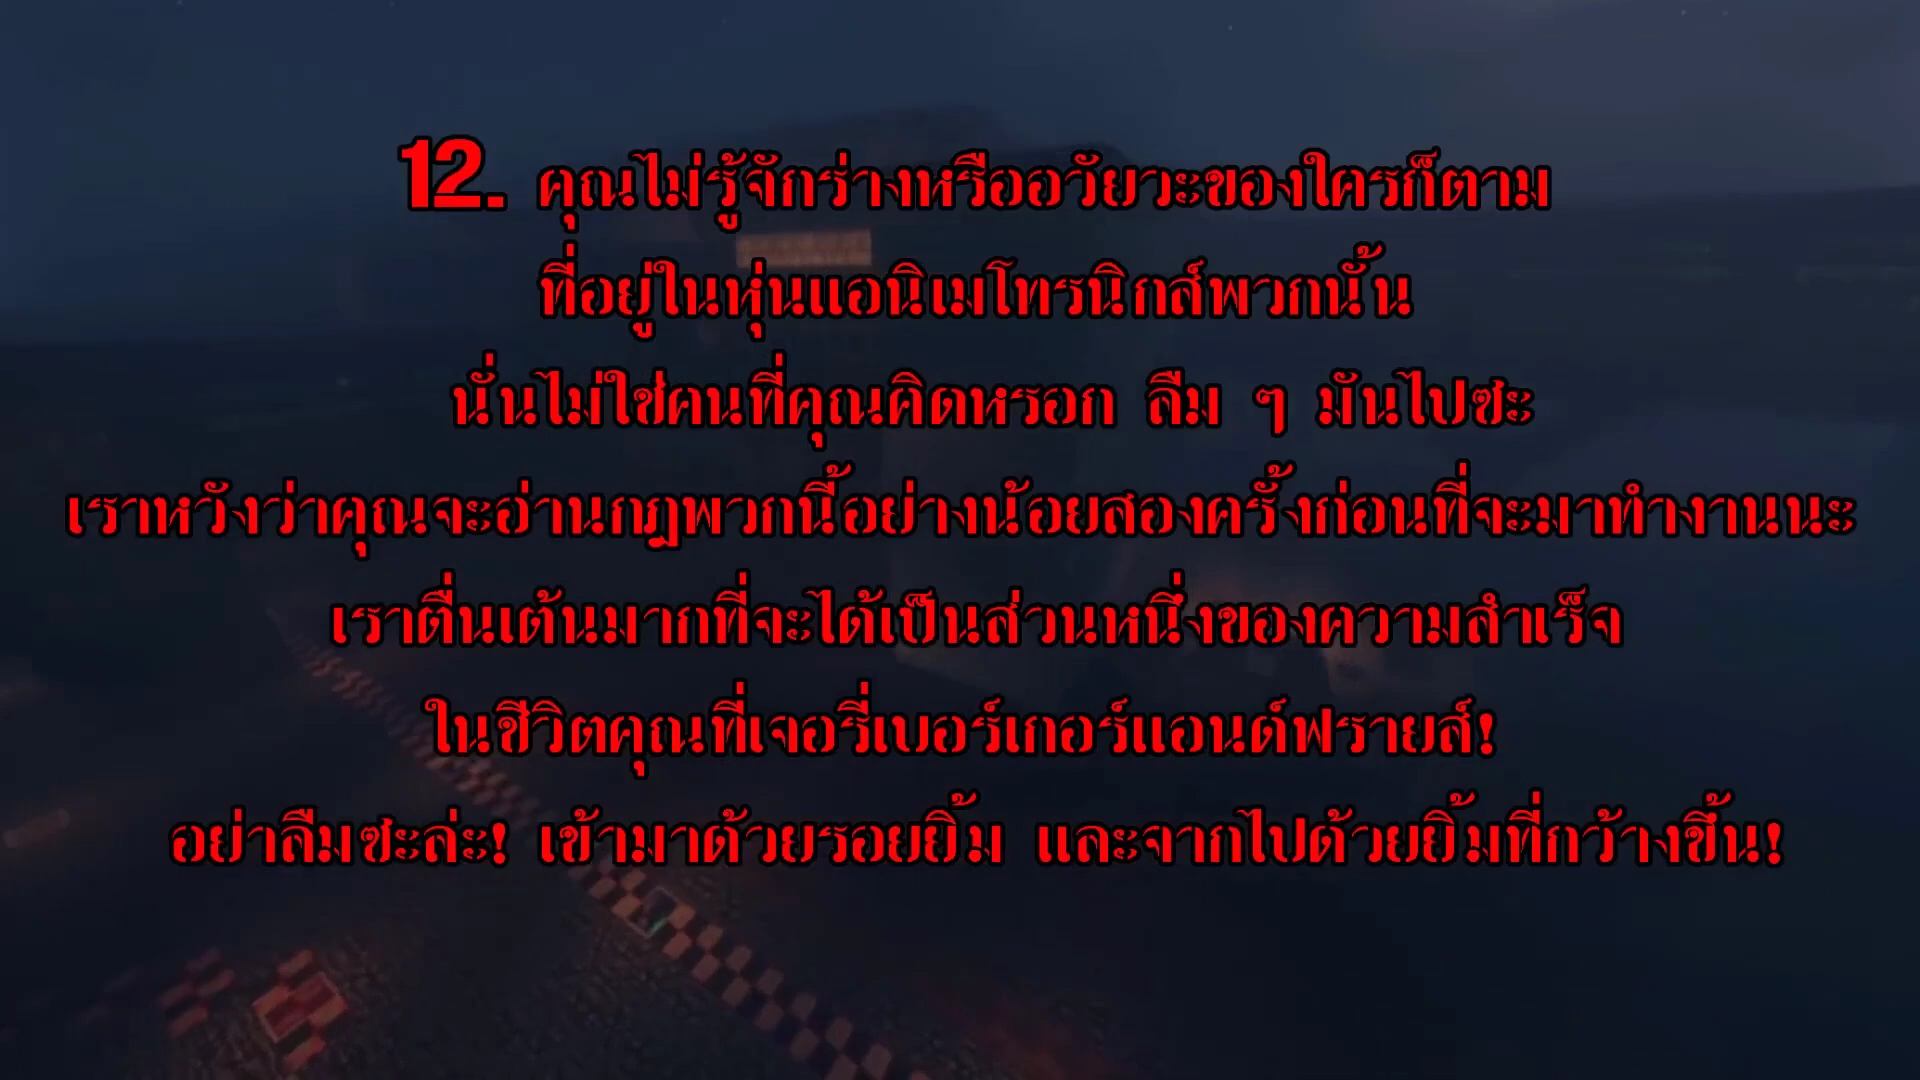 12. คุณไม่รู้จักร่างหรืออวัยวะของใครก็ตาม
ที่อยู่ในหุ่นแอนิเมโทรนิกส์พวกนั้น
นั่นไม่ใช่คนที่คุณคิดหรอก ลืม ๆ มันไปซะ
เราหวังว่าคุณจะอ่านกฎพวกนี้อย่างน้อยสองครั้งก่อนที่จะมาทำงานนะ
เราตื่นเต้นมากที่จะได้เป็นส่วนหนึ่งของความสำเร็จ
ในชีวิตคุณที่เจอรี่เบอร์เกอร์แอนด์ฟรายส์!
อย่าลืมซะล่ะ! เข้ามาด้วยรอยยิ้ม และจากไปด้วยยิ้มที่กว้างขึ้น!